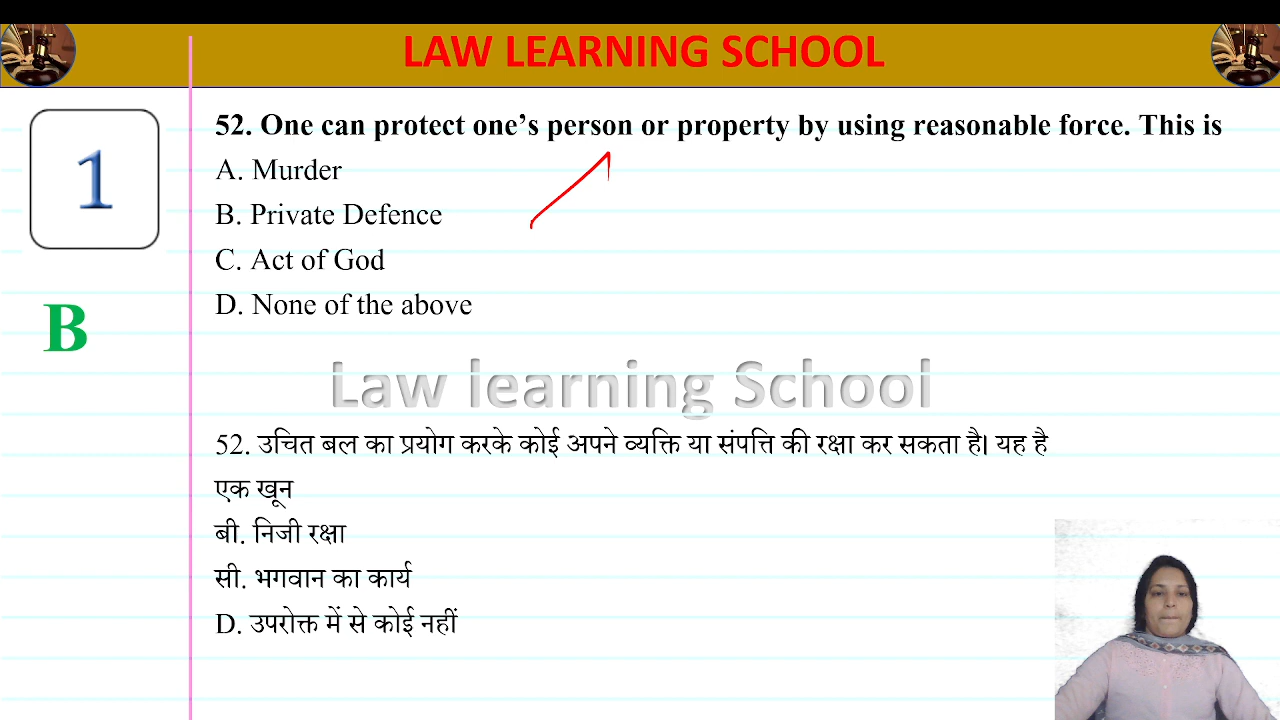 LAW LEARNING SCHOOL
1
52. One can protect one's person or property by using reasonable force. This is
A. Murder
B. Private Defence
C. Act of God
D. None of the above
B
Law learning School
52. उचित बल का प्रयोग करके कोई अपने व्यक्ति या संपत्ति की रक्षा कर सकता है। यह है
एक खून
बी. निजी रक्षा
सी. भगवान का कार्य
D. उपरोक्त में से कोई नहीं